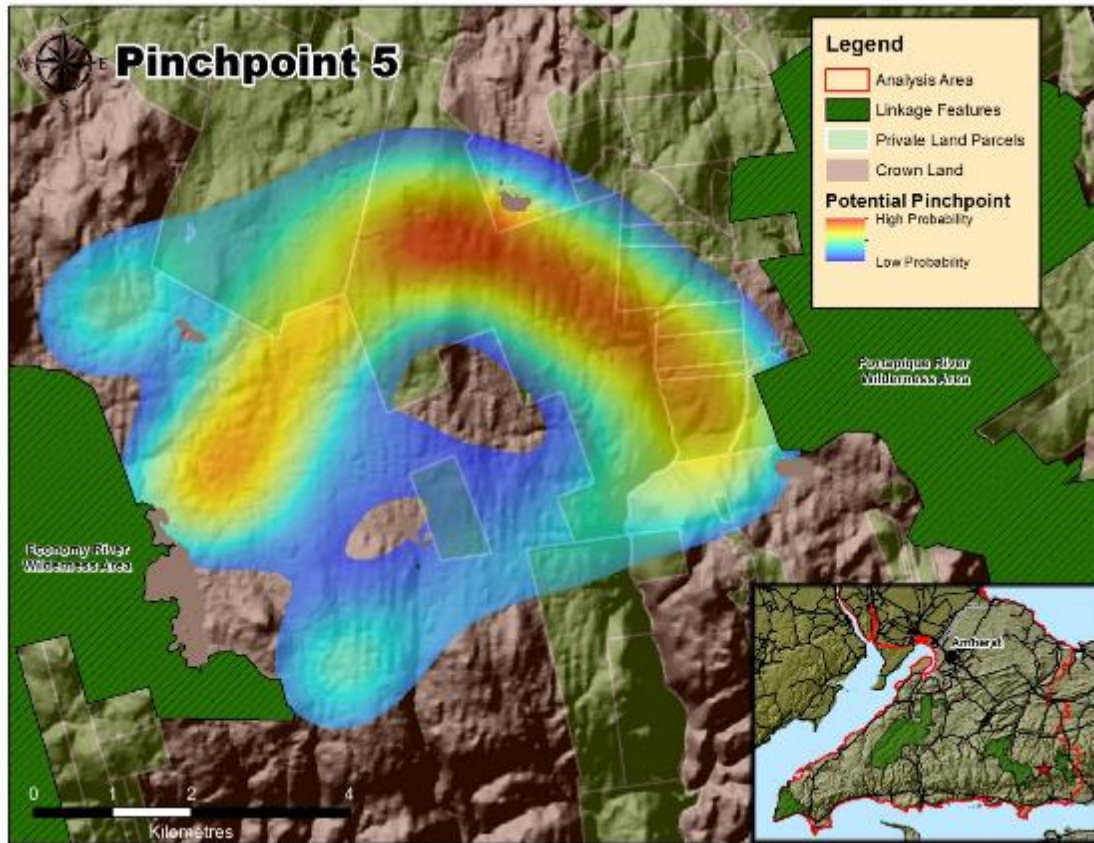 N
W E
S
Pinchpoint 5
Legend
Analysis Area
Linkage Features
Private Land Parcels
Crown Land
Potential Pinchpoint
High Probability
Low Probability
Portapique River
Wilderness Area
Economy River
Wilderness Area
Amherst
0 1 2 4
Kilometres